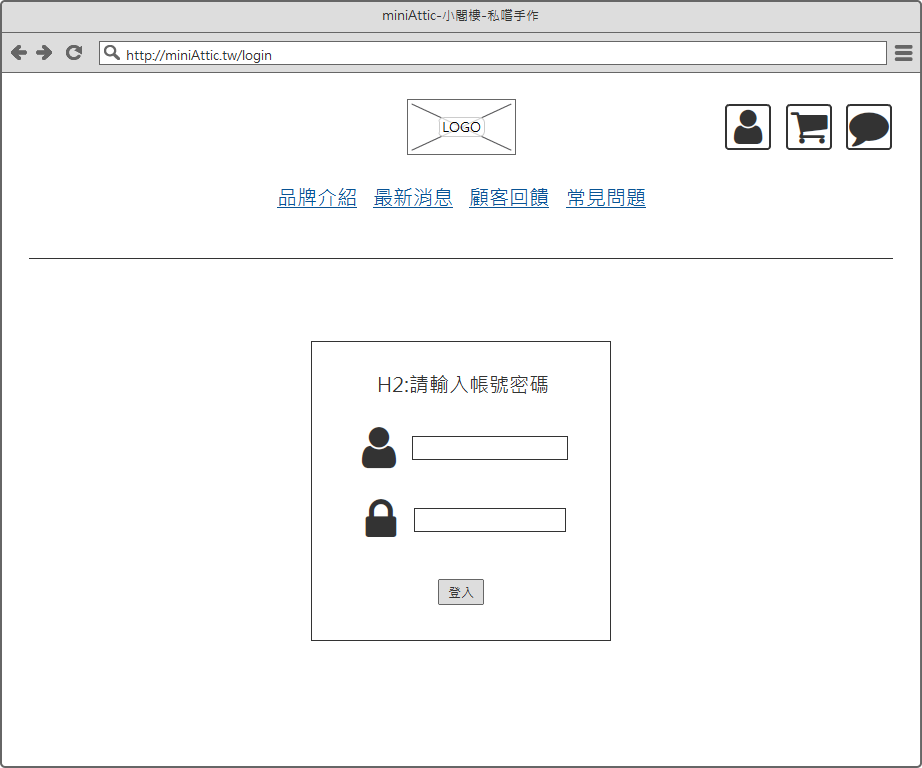 miniAttic-小閣樓-私嚐手作
http://miniAttic.tw/login
LOGO
品牌介紹 最新消息 顧客回饋 常見問題
H2:請輸入帳號密碼
登入